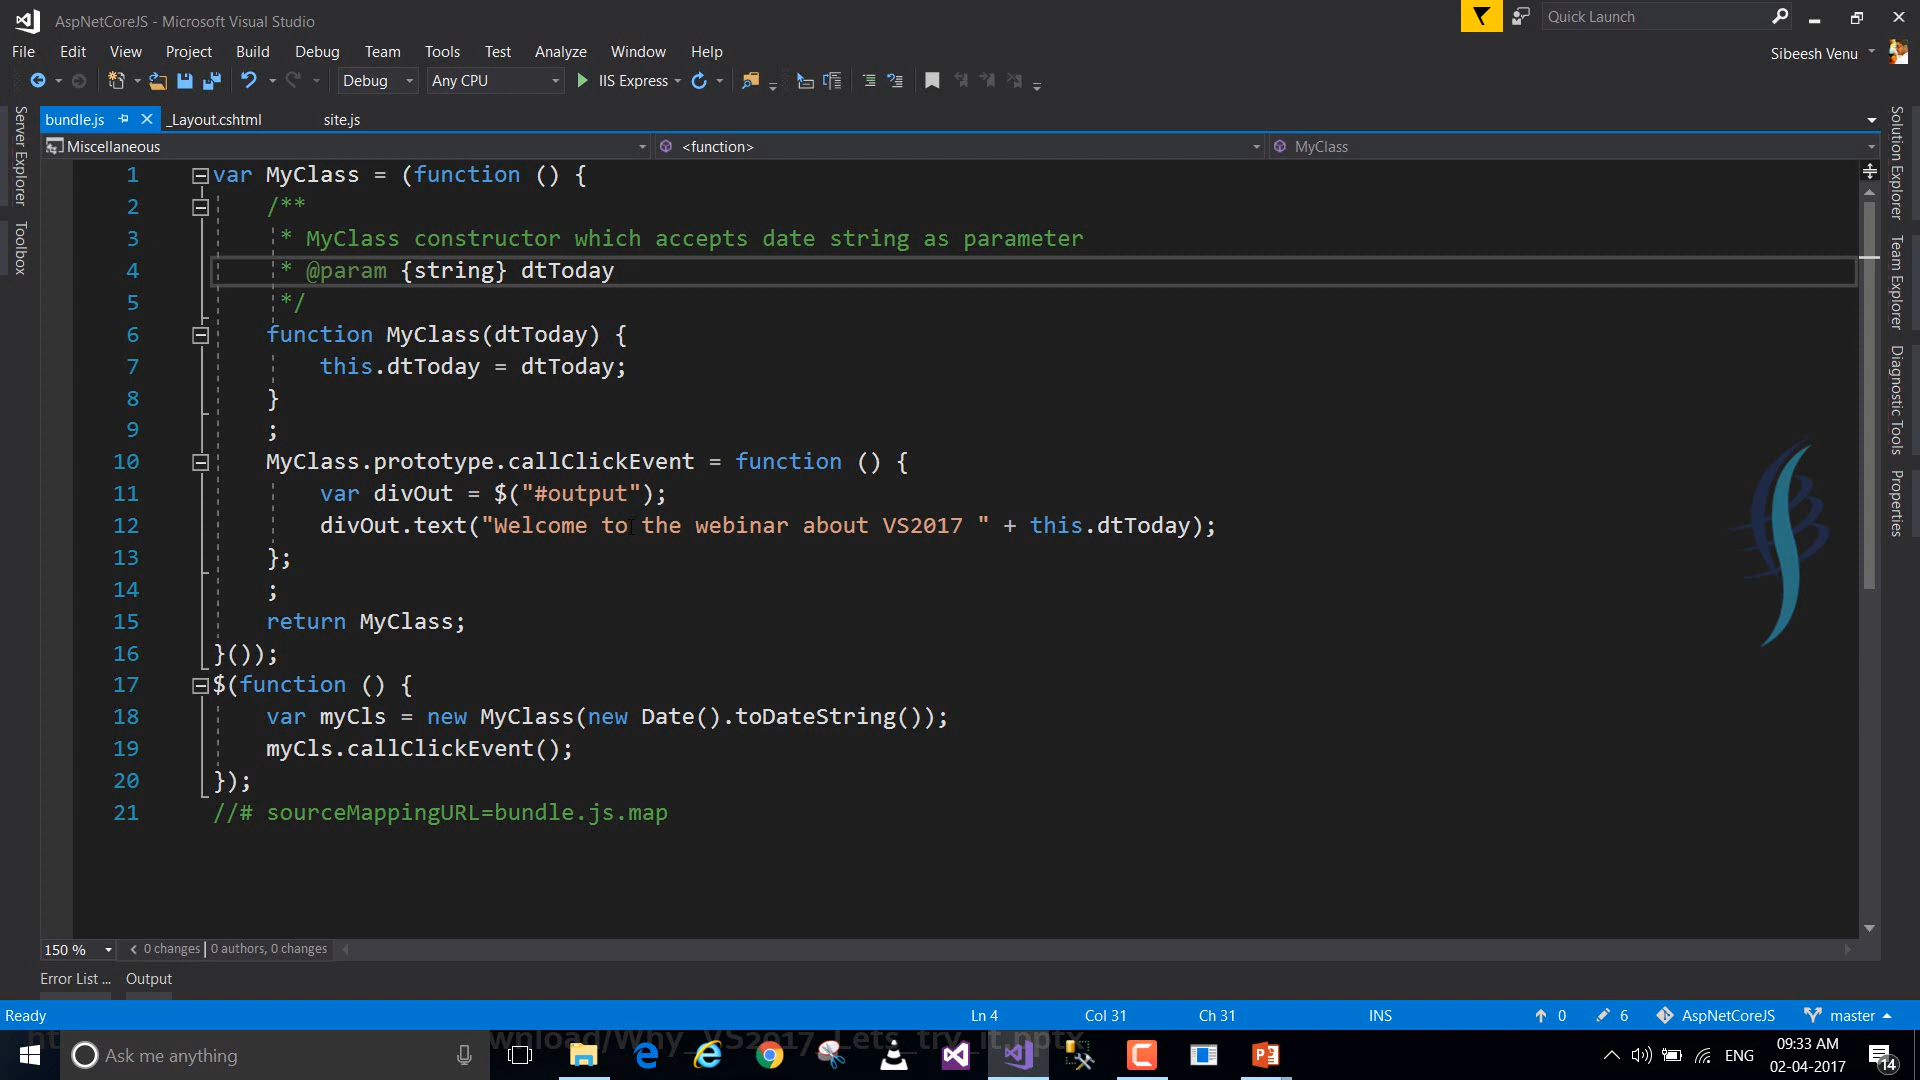 AspNetCoreJS - Microsoft Visual Studio
Quick Launch
File Edit View Project Build Debug Team Tools Test Analyze Window Help
Sibeesh Venu
Debug Any CPU IIS Express
bundle.js _Layout.cshtml site.js
Miscellaneous <function> MyClass
Server Explorer
Toolbox
Solution Explorer
Team Explorer
Diagnostic Tools
Properties
1 var MyClass = (function () {
2 /**
3 * MyClass constructor which accepts date string as parameter
4 * @param {string} dtToday
5 */
6 function MyClass(dtToday) {
7 this.dtToday = dtToday;
8 }
9 ;
10 MyClass.prototype.callClickEvent = function () {
11 var divOut = $("#output");
12 divOut.text("Welcome to the webinar about VS2017 " + this.dtToday);
13 };
14 ;
15 return MyClass;
16 }());
17 $(function () {
18 var myCls = new MyClass(new Date().toDateString());
19 myCls.callClickEvent();
20 });
21 //# sourceMappingURL=bundle.js.map
150 % 0 changes | 0 authors, 0 changes
Error List ... Output
Ready Ln 4 Col 31 Ch 31 INS 0 6 AspNetCoreJS master
wnload/Why_VS2017_Lets_try_it.pptx
Ask me anything
ENG
09:33 AM
02-04-2017
14